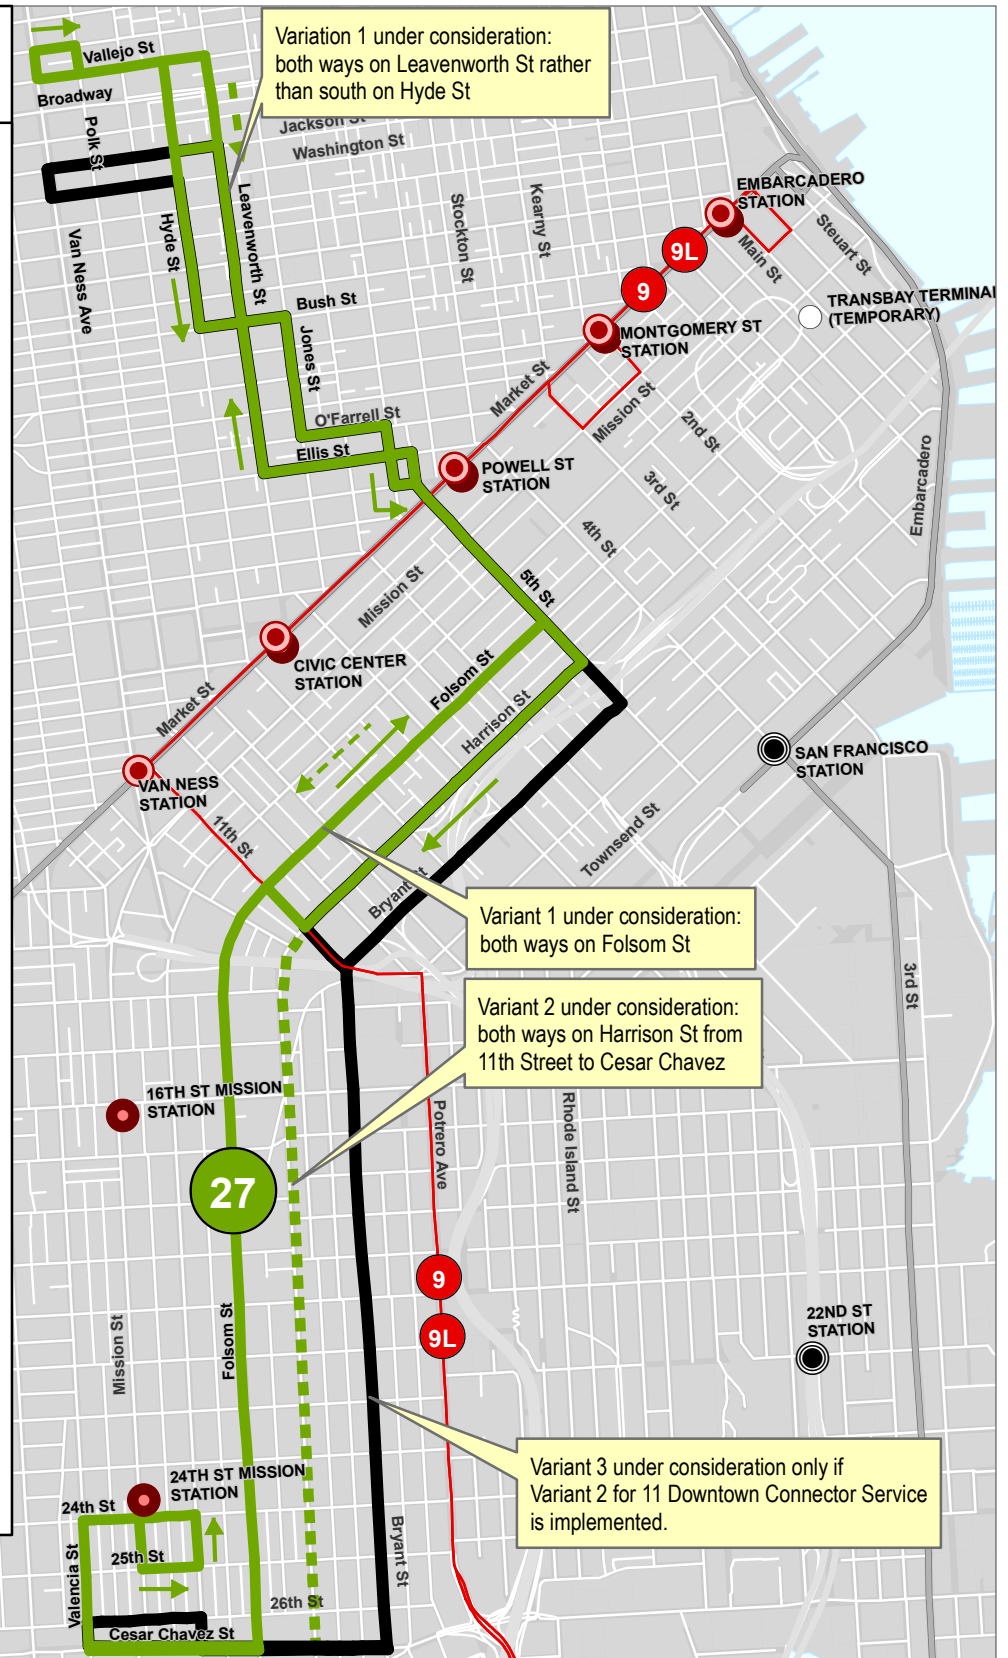 Variation 1 under consideration:
both ways on Leavenworth St rather
than south on Hyde St
Vallejo St
Broadway
Polk St
Jackson St
Washington St
Leavenworth St
Hyde St
Van Ness Ave
Stockton St
Kearny St
EMBARCADERO
STATION
Steuart St
Main St
9L
9
TRANSBAY TERMINAL
(TEMPORARY)
Bush St
Jones St
MONTGOMERY ST
STATION
Market St
Mission St
2nd St
O'Farrell St
Ellis St
POWELL ST
STATION
3rd St
4th St
Embarcadero
5th St
Mission St
CIVIC CENTER
STATION
Folsom St
Harrison St
Market St
VAN NESS
STATION
SAN FRANCISCO
STATION
11th St
Townsend St
Bryant St
Variant 1 under consideration:
both ways on Folsom St
3rd St
Variant 2 under consideration:
both ways on Harrison St from
11th Street to Cesar Chavez
16TH ST MISSION
STATION
Potrero Ave
Rhode Island St
27
9
9L
22ND ST
STATION
Mission St
Folsom St
Variant 3 under consideration only if
Variant 2 for 11 Downtown Connector Service
is implemented.
24TH ST MISSION
STATION
24th St
25th St
Valencia St
Bryant St
26th St
Cesar Chavez St